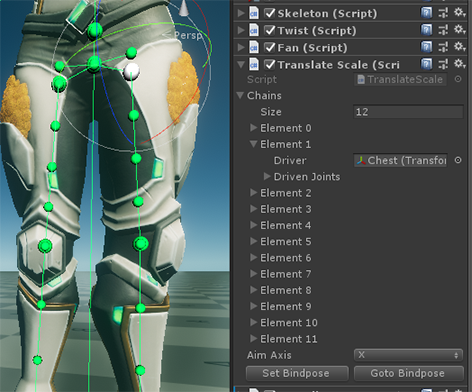 Persp
Skeleton (Script)
Twist (Script)
Fan (Script)
Translate Scale (Scri
Script TranslateScale
Chains
Size 12
Element 0
Element 1
Driver Chest (Transfor
Driven Joints
Element 2
Element 3
Element 4
Element 5
Element 6
Element 7
Element 8
Element 9
Element 10
Element 11
Aim Axis X
Set Bindpose Goto Bindpose